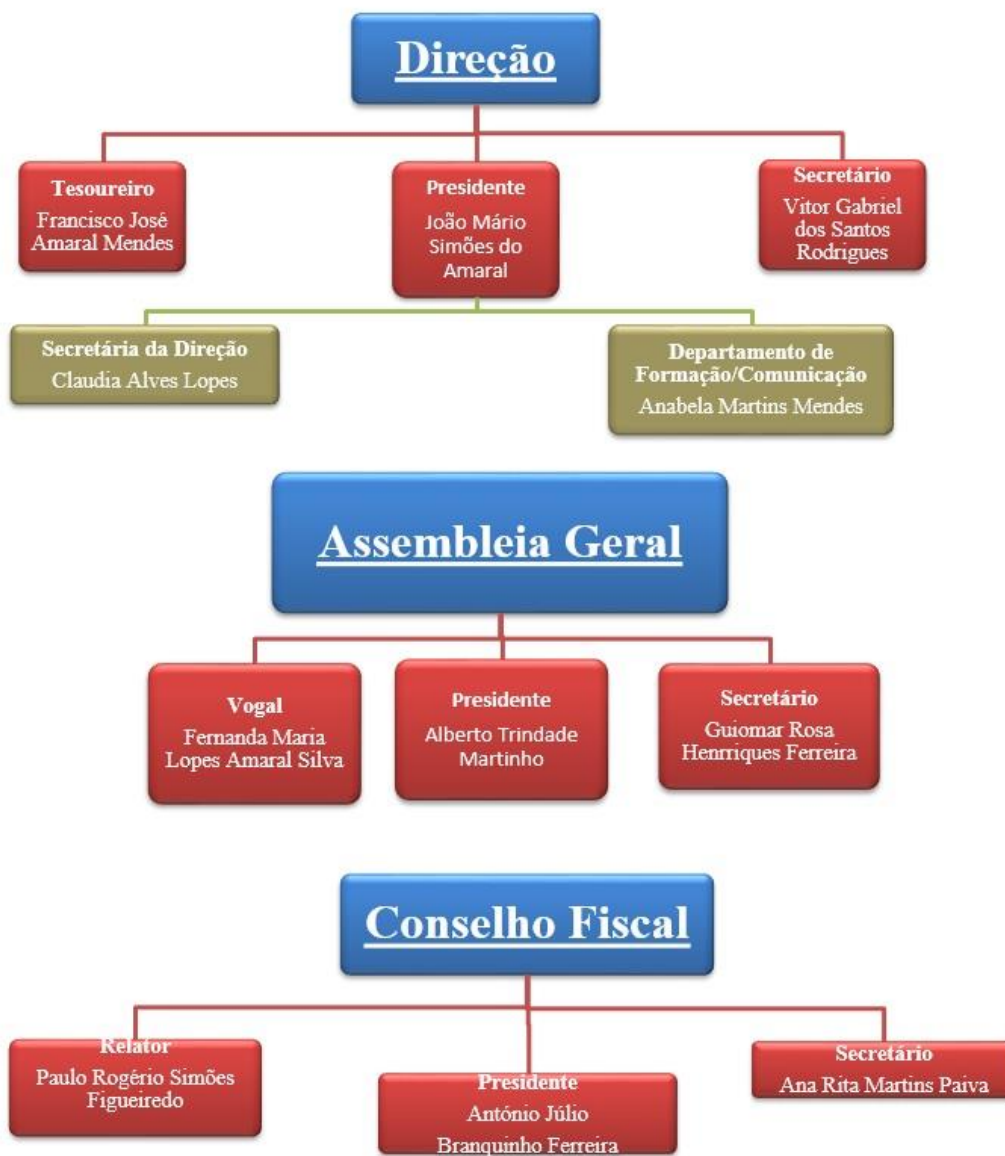 Direção
Tesoureiro
Francisco José
Amaral Mendes
Presidente
João Mário
Simões do
Amaral
Secretário
Vitor Gabriel
dos Santos
Rodrigues
Secretária da Direção
Claudia Alves Lopes
Departamento de
Formação/Comunicação
Anabela Martins Mendes
Assembleia Geral
Vogal
Fernanda Maria
Lopes Amaral Silva
Presidente
Alberto Trindade
Martinho
Secretário
Guiomar Rosa
Henrriques Ferreira
Conselho Fiscal
Relator
Paulo Rogério Simões
Figueiredo
Presidente
António Júlio
Branquinho Ferreira
Secretário
Ana Rita Martins Paiva